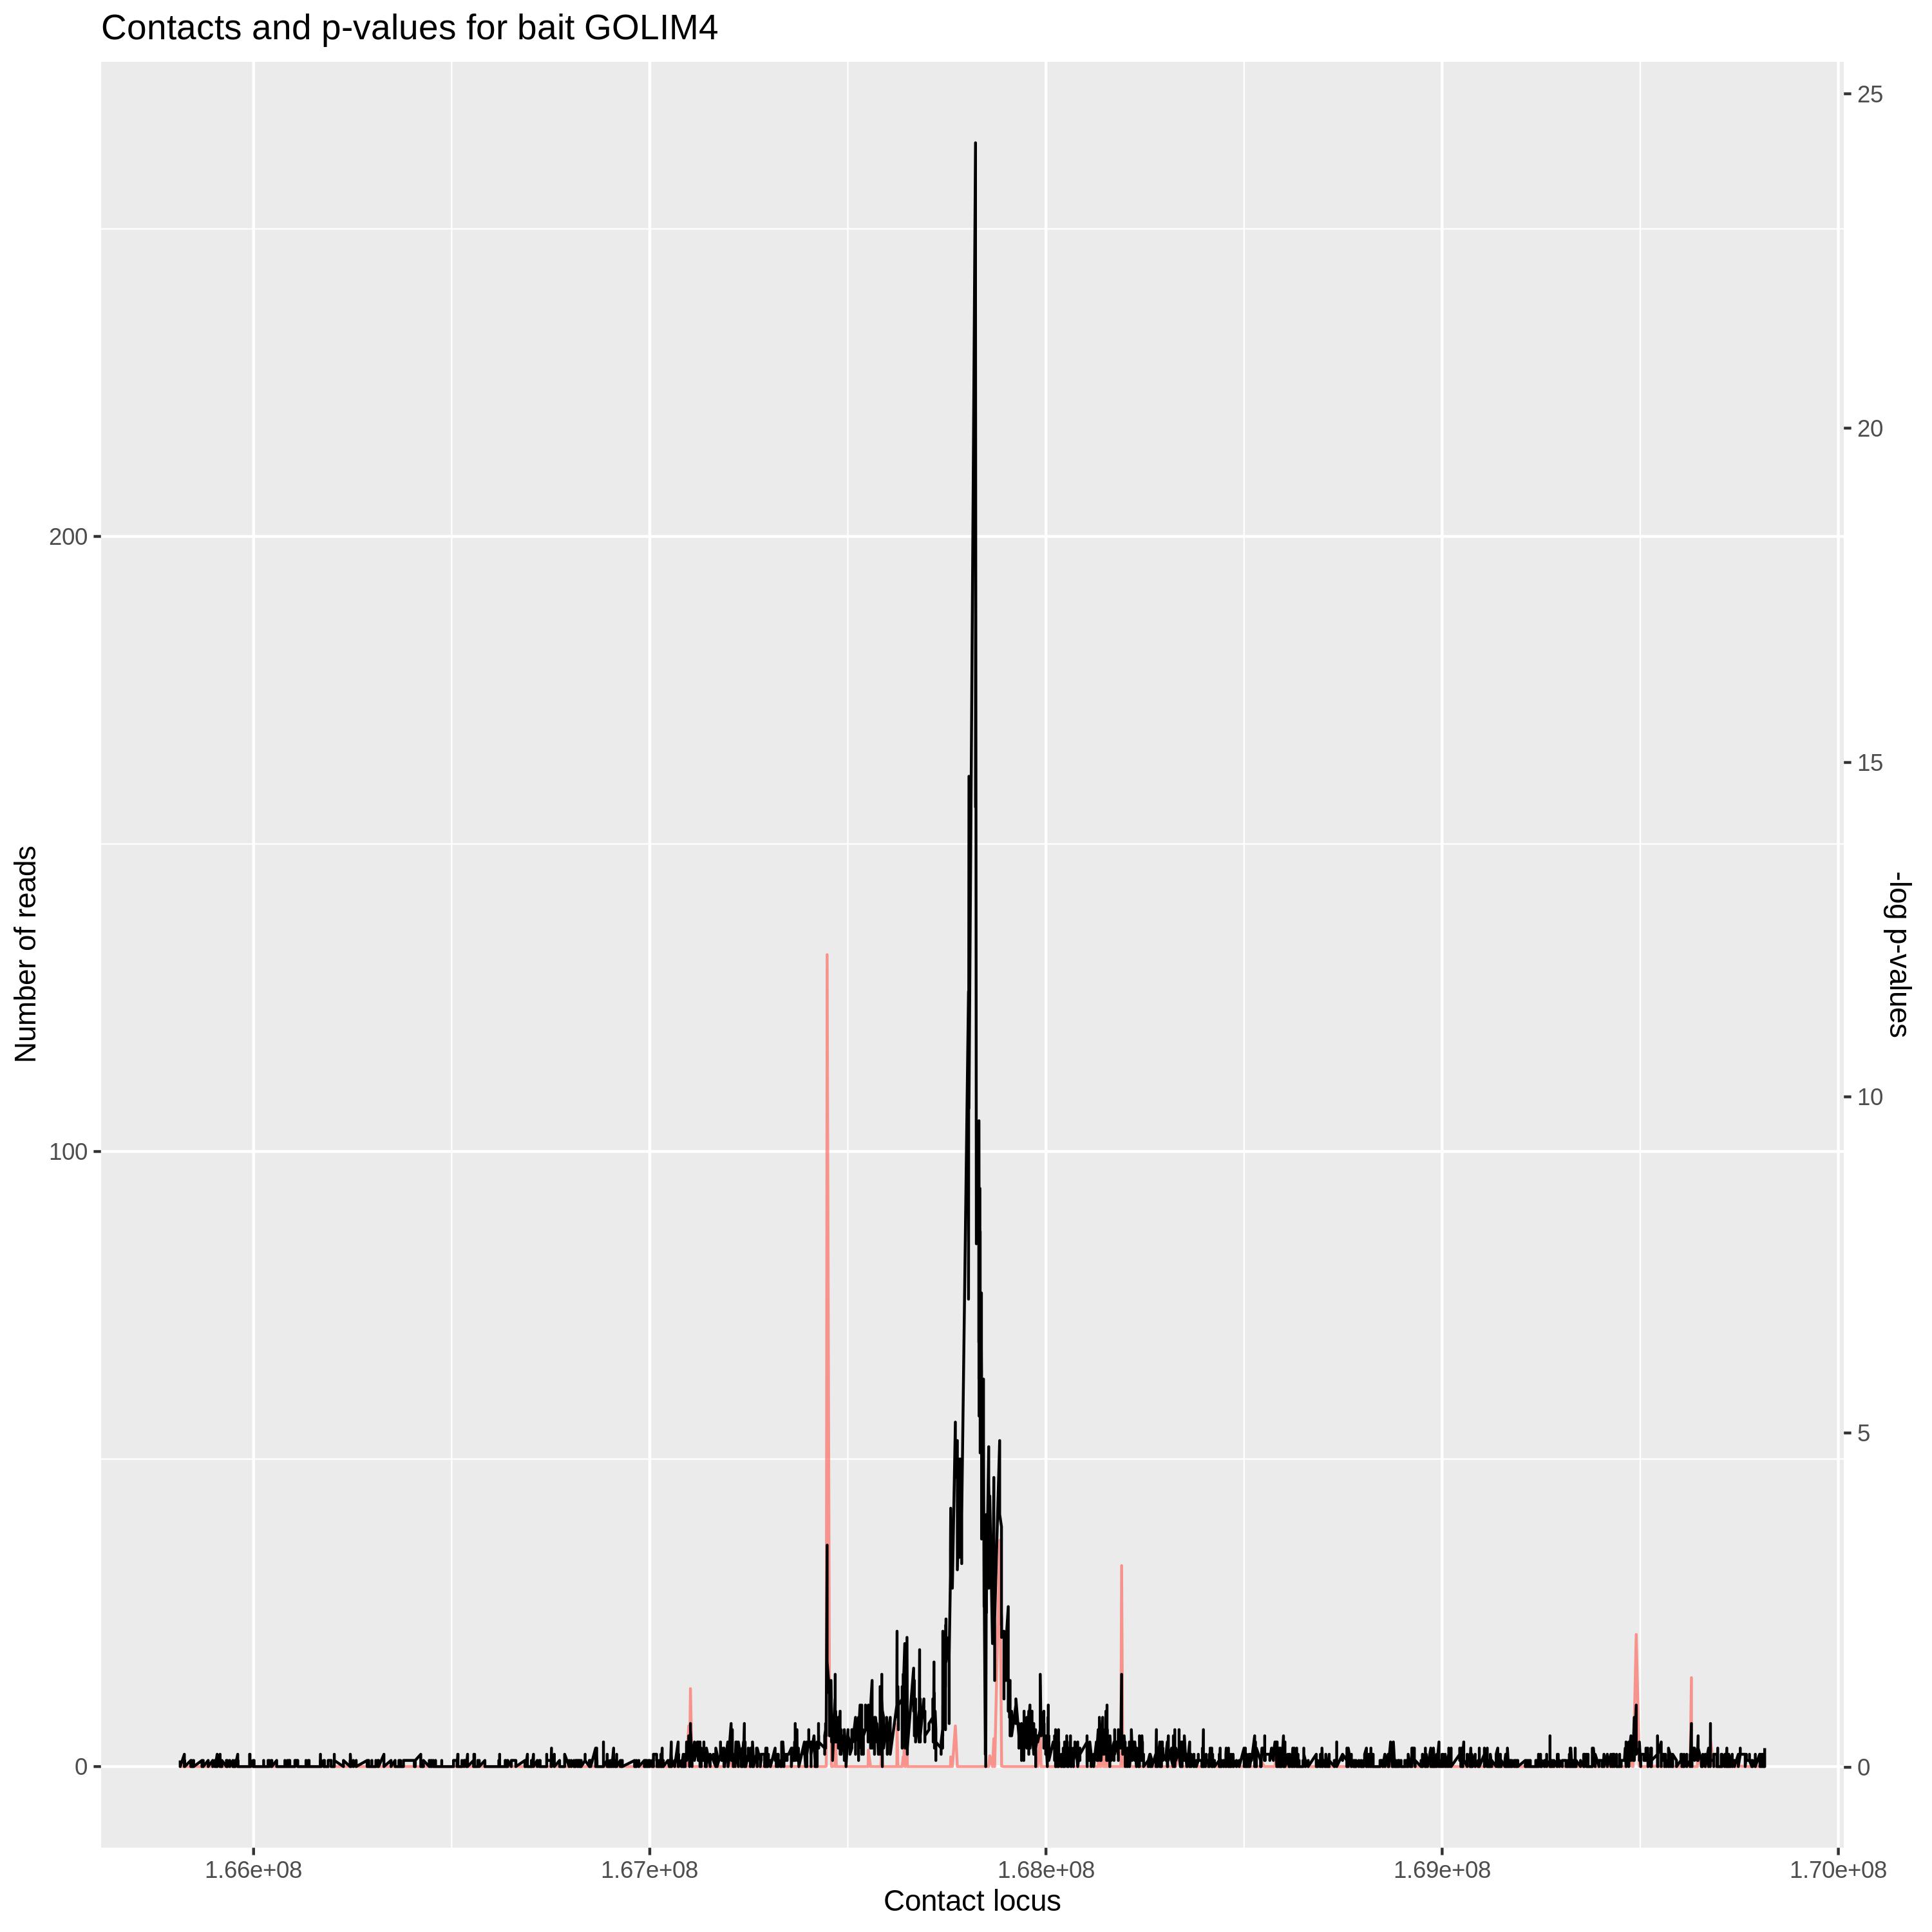 Contacts and p-values for bait GOLIM4
Number of reads
200
100
0
25
20
15
10
5
0
-log p-values
1.66e+08
1.67e+08
1.68e+08
1.69e+08
1.70e+08
Contact locus